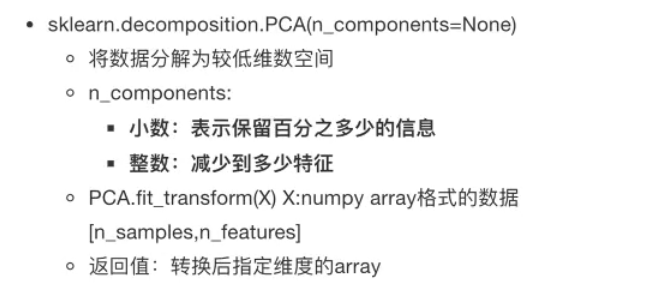 • sklearn.decomposition.PCA(n_components=None)
◦ 将数据分解为较低维数空间
◦ n_components:
▪ 小数：表示保留百分之多少的信息
▪ 整数：减少到多少特征
◦ PCA.fit_transform(X) X:numpy array格式的数据
[n_samples,n_features]
◦ 返回值：转换后指定维度的array